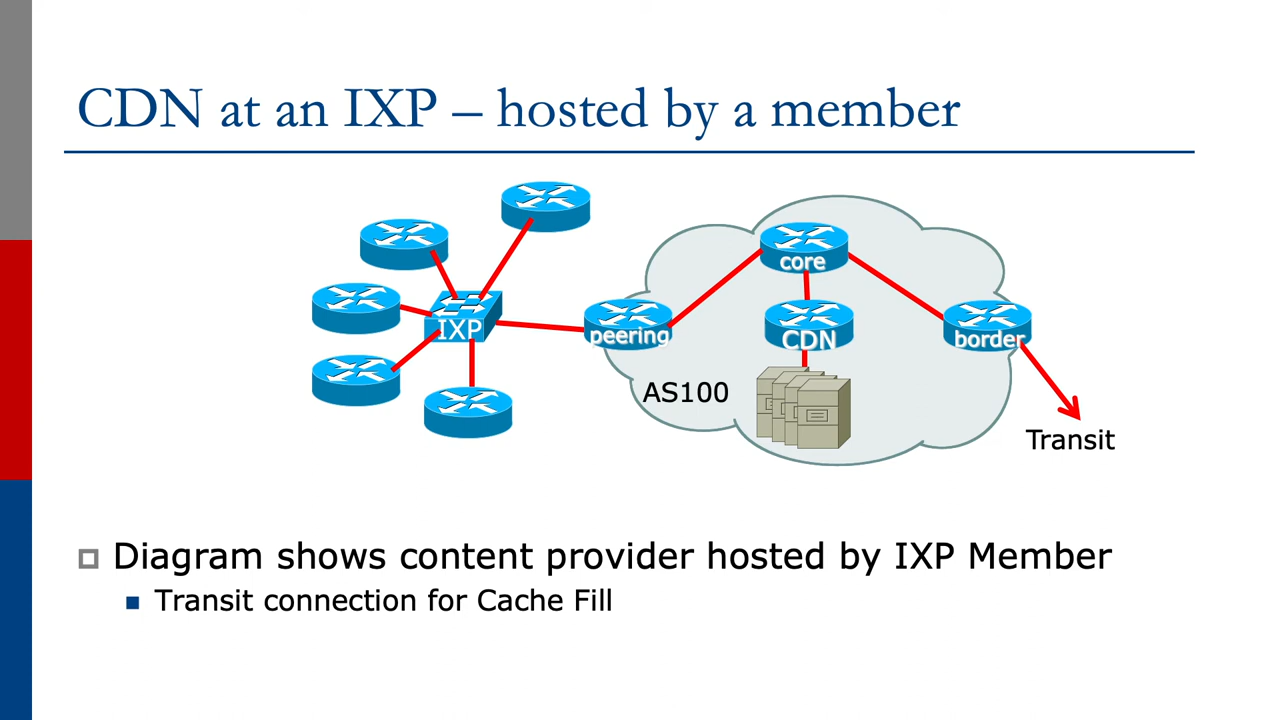 CDN at an IXP – hosted by a member
core
IXP
peering
CDN
border
AS100
Transit
Diagram shows content provider hosted by IXP Member
Transit connection for Cache Fill